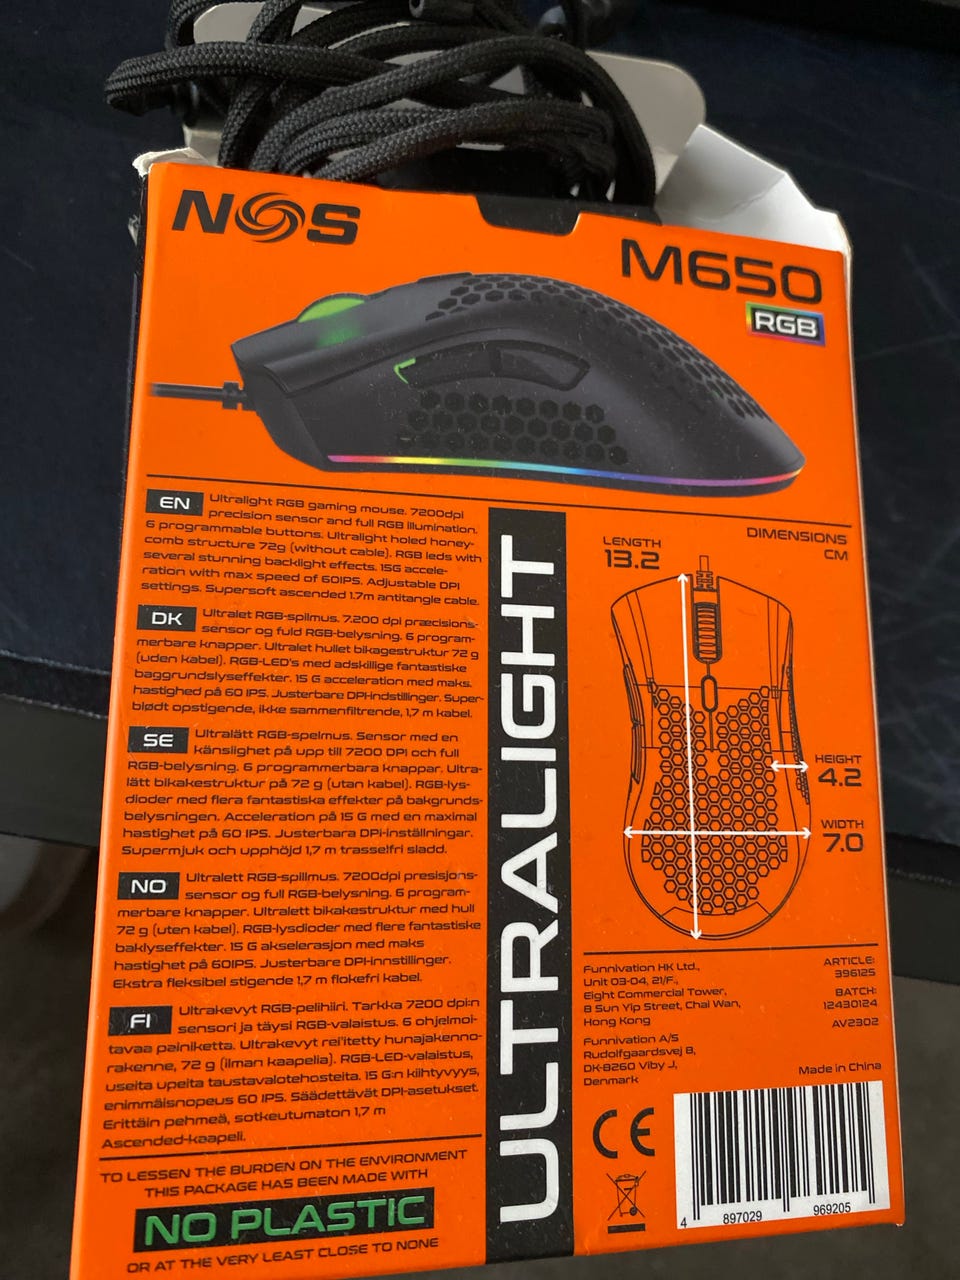 NOS
M650
RGB
EN Ultralight RGB gaming mouse. 7200dpi
precision sensor and full RGB illumination.
6 programmable buttons. Ultralight holed honey-
comb structure 72g (without cable). RGB leds with
several stunning backlight effects. 15G accele-
ration with max speed of 60IPS. Adjustable DPI
settings. Supersoft ascended 1.7m antitangle cable.
DK Ultralet RGB-spilmus. 7.200 dpi præcisions-
sensor og fuld RGB-belysning. 6 program-
merbare knapper. Ultralet hullet bikagestruktur 72 g
(uden kabel). RGB-LED's med adskillige fantastiske
baggrundslyseffekter. 15 G acceleration med maks.
hastighed på 60 IPS. Justerbare DPI-indstillinger. Super-
blødt opstigende, ikke sammenfiltrende, 1,7 m kabel.
SE Ultralätt RGB-spelmus. Sensor med en
känslighet på upp till 7200 DPI och full
RGB-belysning. 6 programmerbara knappar. Ultra-
lätt bikakestruktur på 72 g (utan kabel). RGB-lys-
dioder med flera fantastiska effekter på bakgrunds-
belysningen. Acceleration på 15 G med en maximal
hastighet på 60 IPS. Justerbara DPI-inställningar.
Supermjuk och upphöjd 1,7 m trasselfri sladd.
NO Ultralett RGB-spillmus. 7200dpi presisjons-
sensor og full RGB-belysning. 6 program-
merbare knapper. Ultralett bikakestruktur med hull
72 g (uten kabel). RGB-lysdioder med flere fantastiske
baklyseffekter. 15 G akselerasjon med maks
hastighet på 60IPS. Justerbare DPI-innstillinger.
Ekstra fleksibel stigende 1,7 m flokefri kabel.
FI Ultrakevyt RGB-pelihiiri. Tarkka 7200 dpi:n
sensori ja täysi RGB-valaistus. 6 ohjelmoi-
tavaa painiketta. Ultrakevyt rei'itetty hunajakenno-
rakenne, 72 g (ilman kaapelia). RGB-LED-valaistus,
useita upeita taustavalotehosteita. 15 G:n kiihtyvyys,
enimmäisnopeus 60 IPS. Säädettävät DPI-asetukset.
Erittäin pehmeä, sotkeutumaton 1,7 m
Ascended-kaapeli.
TO LESSEN THE BURDEN ON THE ENVIRONMENT
THIS PACKAGE HAS BEEN MADE WITH
NO PLASTIC
OR AT THE VERY LEAST CLOSE TO NONE
ULTRALIGHT
DIMENSIONS
CM
LENGTH
13.2
HEIGHT
4.2
WIDTH
7.0
Funnivation HK Ltd.,
Unit 03-04, 21/F.,
Eight Commercial Tower,
8 Sun Yip Street, Chai Wan,
Hong Kong
Funnivation A/S
Rudolfgaardsvej 8,
DK-8260 Viby J,
Denmark
ARTICLE:
396125
BATCH:
12430124
AV2302
Made in China
CE
4 897029 969205